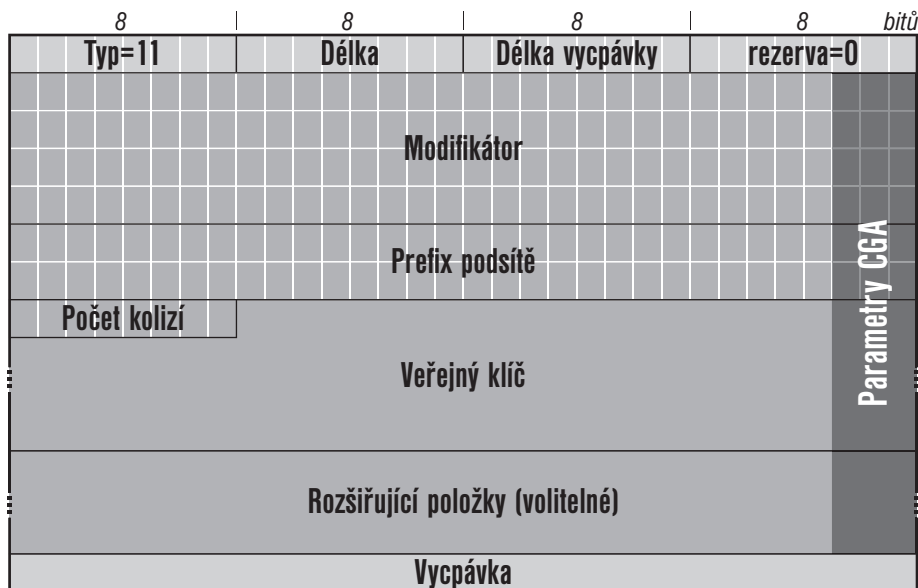 8 8 8 8 bitů
Typ=11 Délka Délka vycpávky rezerva=0
Modifikátor
Prefix podsítě
Počet kolizí
Veřejný klíč
Parametry CGA
Rozšiřující položky (volitelné)
Vycpávka